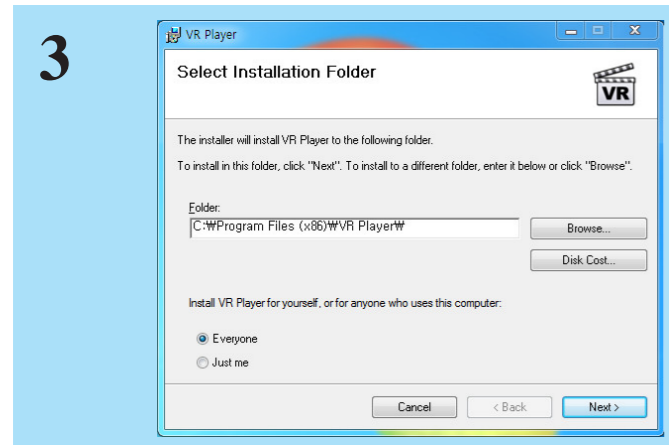 3
VR Player
Select Installation Folder
VR
The installer will install VR Player to the following folder.
To install in this folder, click "Next". To install to a different folder, enter it below or click "Browse".
Folder:
C:₩Program Files (x86)₩VR Player₩
Browse...
Disk Cost...
Install VR Player for yourself, or for anyone who uses this computer:
Everyone
Just me
Cancel
< Back
Next >